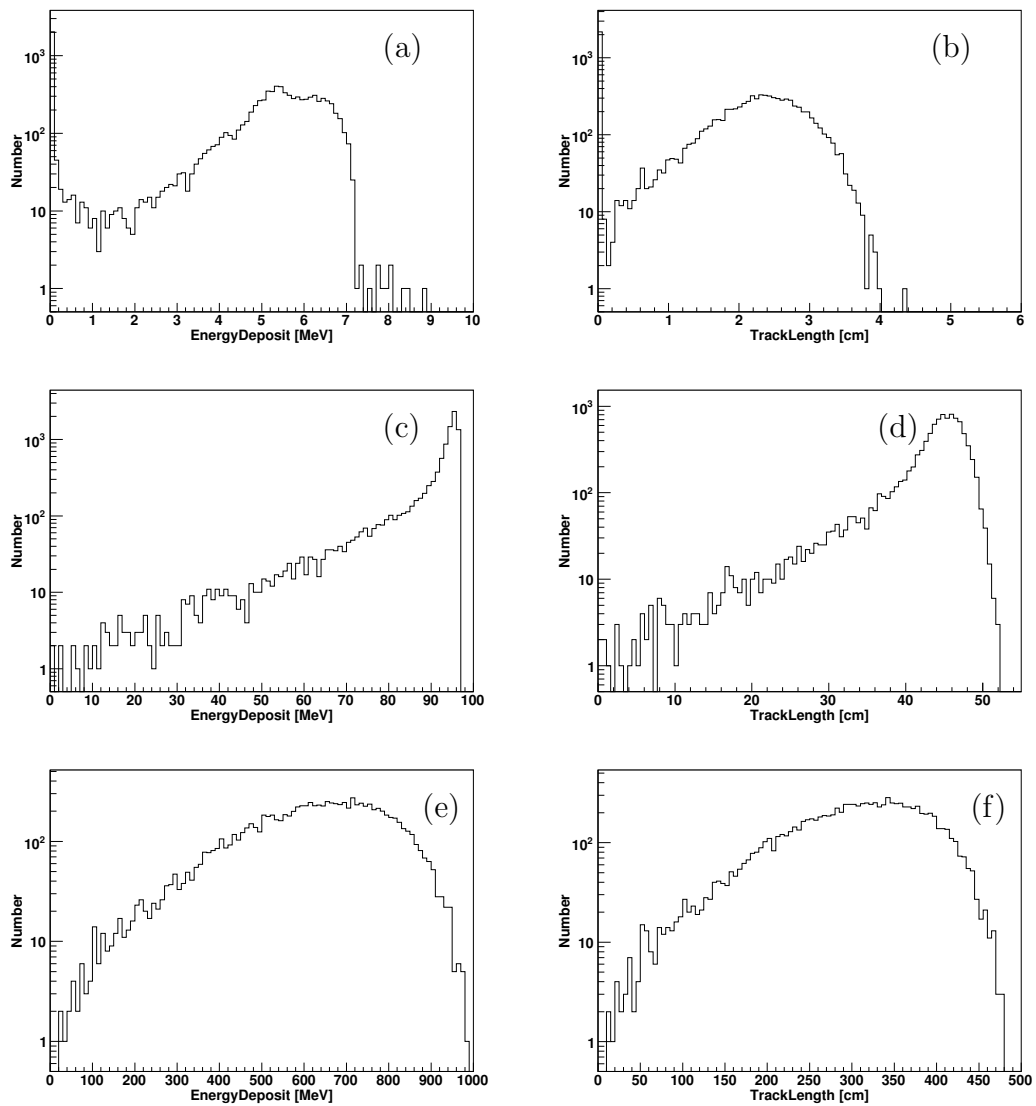 (a)
Number
10³
10²
10
1
0 1 2 3 4 5 6 7 8 9 10
EnergyDeposit [MeV]
(b)
Number
10³
10²
10
1
0 1 2 3 4 5 6
TrackLength [cm]
(c)
Number
10³
10²
10
1
0 10 20 30 40 50 60 70 80 90 100
EnergyDeposit [MeV]
(d)
Number
10³
10²
10
1
0 10 20 30 40 50
TrackLength [cm]
(e)
Number
10²
10
1
0 100 200 300 400 500 600 700 800 900 1000
EnergyDeposit [MeV]
(f)
Number
10²
10
1
0 50 100 150 200 250 300 350 400 450 500
TrackLength [cm]